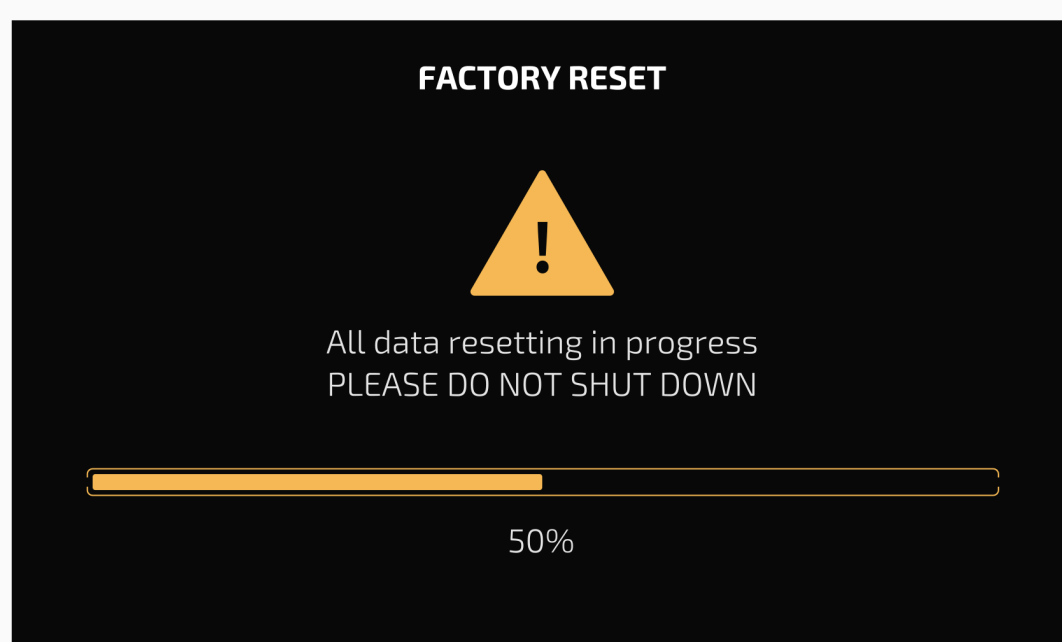 FACTORY RESET
!
All data resetting in progress
PLEASE DO NOT SHUT DOWN
50%